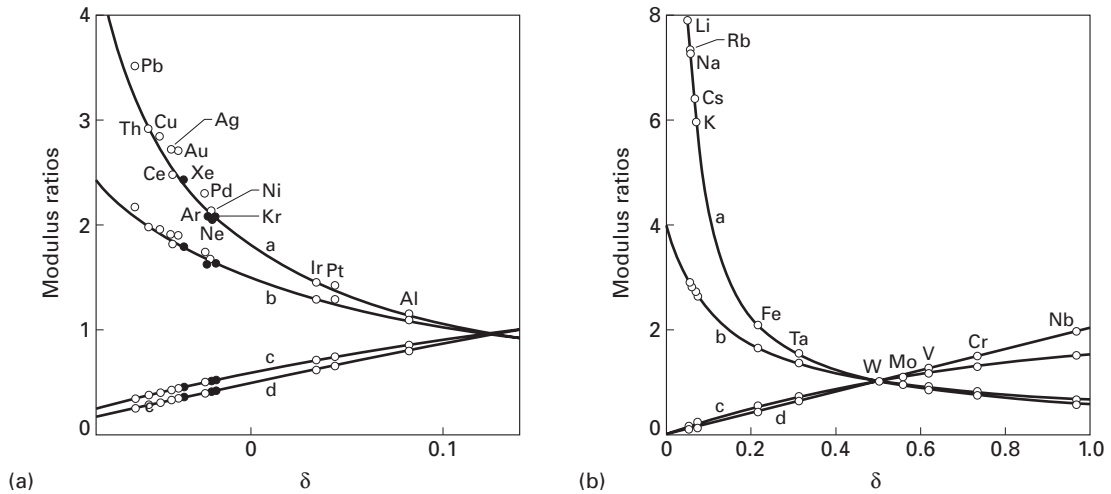 4
3
2
1
0
Modulus ratios
Pb
Th
Cu
Ag
Au
Ce
Xe
Pd
Ni
Ar
Kr
Ne
a
b
Ir Pt
Al
c
d
0
0.1
(a)
δ
8
6
4
2
0
Modulus ratios
Li
Rb
Na
Cs
K
a
b
Fe
Ta
W
Mo
V
Cr
Nb
c
d
0
0.2
0.4
0.6
0.8
1.0
(b)
δ